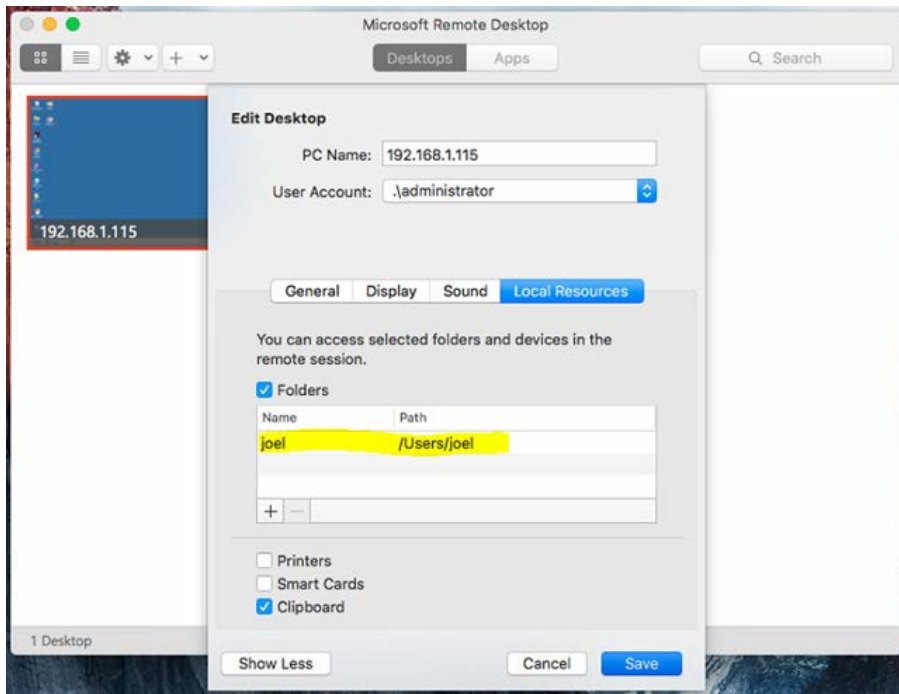 Microsoft Remote Desktop
Desktops Apps Search
Edit Desktop
PC Name: 192.168.1.115
User Account: .\administrator
192.168.1.115
General Display Sound Local Resources
You can access selected folders and devices in the
remote session.
Folders
Name Path
joel /Users/joel
Printers
Smart Cards
Clipboard
1 Desktop
Show Less Cancel Save